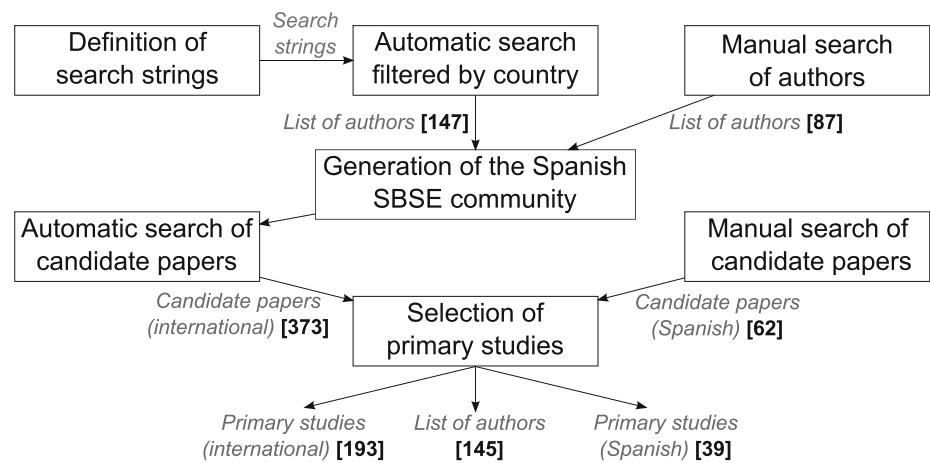 Definition of
search strings
Search
strings
Automatic search
filtered by country
Manual search
of authors
List of authors [147]
List of authors [87]
Generation of the Spanish
SBSE community
Automatic search of
candidate papers
Manual search of
candidate papers
Candidate papers
(international) [373]
Selection of
primary studies
Candidate papers
(Spanish) [62]
Primary studies
(international) [193]
List of authors
[145]
Primary studies
(Spanish) [39]